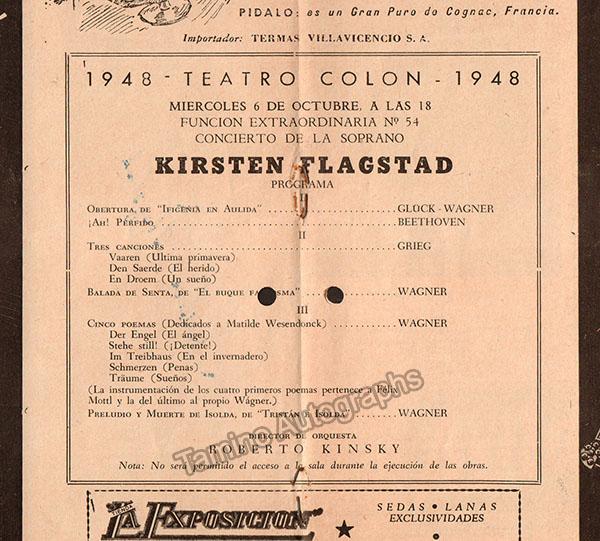 PIDALO: es un Gran Puro de Cognac, Francia.
Importador: TERMAS VILLAVICENCIO S. A.
1948 - TEATRO COLON - 1948
MIERCOLES 6 DE OCTUBRE, A LAS 18
FUNCION EXTRAORDINARIA Nº 54
CONCIERTO DE LA SOPRANO
KIRSTEN FLAGSTAD
PROGRAMA
I
OBERTURA, DE "IFIGENIA EN AULIDA" ........ GLUCK - WAGNER
¡AH! PÉRFIDO ........ BEETHOVEN
II
TRES CANCIONES ........ GRIEG
Vaaren (Ultima primavera)
Den Saerde (El herido)
En Droem (Un sueño)
BALADA DE SENTA, DE "EL BUQUE ........ WAGNER
III
CINCO POEMAS (Dedicados a Matilde Wesendonck) ........ WAGNER
Der Engel (El ángel)
Stehe still! (¡Detente!)
Im Treibhaus (En el invernadero)
Schmerzen (Penas)
Träume (Sueños)
(La instrumentación de los cuatro primeros poemas pertenece a Félix
Mottl y la del último al propio Wágner.)
PRELUDIO Y MUERTE DE ISOLDA, DE "TRISTÁN E ISOLDA" ........ WAGNER
DIRECTOR DE ORQUESTA
ROBERTO KINSKY
Nota: No será permitido el acceso a la sala durante la ejecución de las obras.
Tamino Autographs
TIENDA
LA EXPOSICION
SEDAS • LANAS
EXCLUSIVIDADES